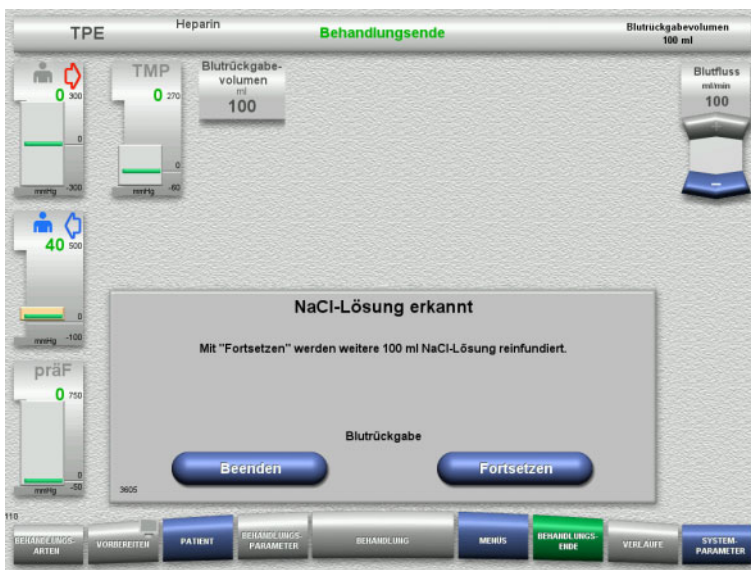 TPE
Heparin
Behandlungsende
Blutrückgabevolumen
100 ml
0 300
0
mmHg -300
TMP
0 270
0
mmHg -60
Blutrückgabe-
volumen
ml
100
Blutfluss
ml/min
100
+
-
40 500
0
mmHg -100
präF
0 750
0
mmHg -50
NaCl-Lösung erkannt
Mit "Fortsetzen" werden weitere 100 ml NaCl-Lösung reinfundiert.
Blutrückgabe
Beenden
Fortsetzen
3605
110
BEHANDLUNGS-
ARTEN
VORBEREITEN
PATIENT
BEHANDLUNGS-
PARAMETER
BEHANDLUNG
MENÜS
BEHANDLUNGS-
ENDE
VERLÄUFE
SYSTEM-
PARAMETER